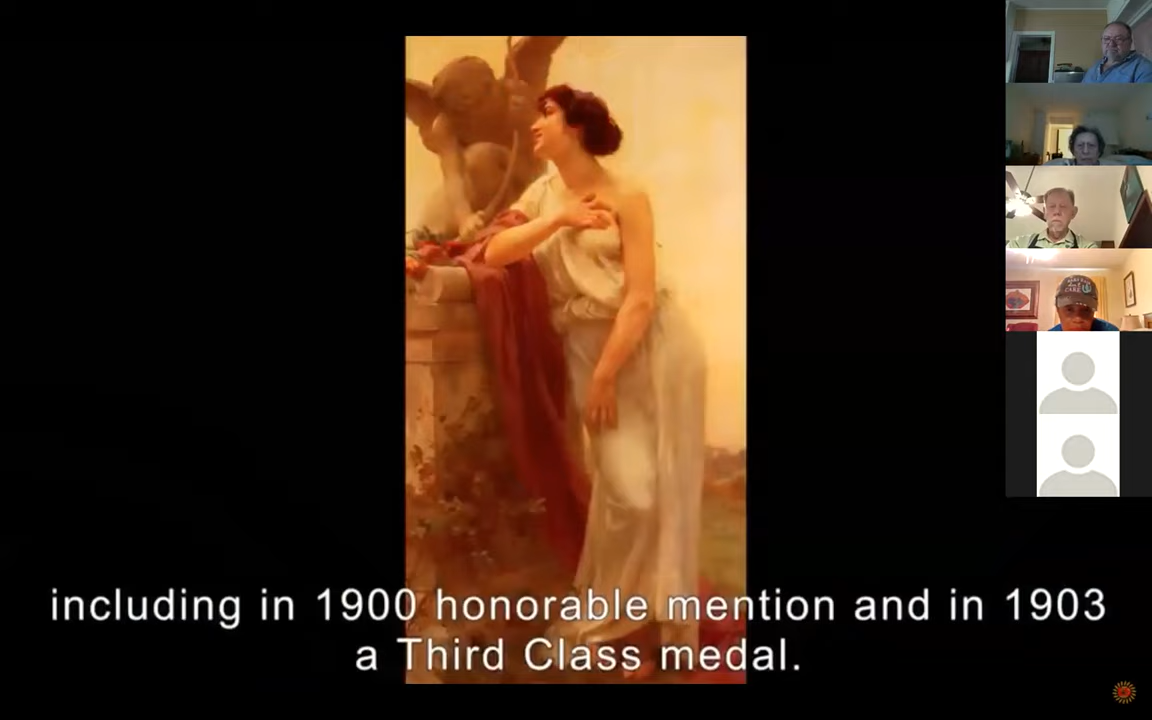 including in 1900 honorable mention and in 1903
a Third Class medal.